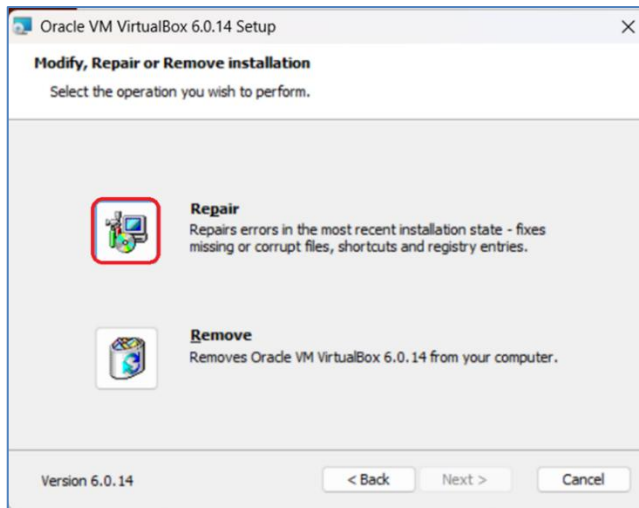 Oracle VM VirtualBox 6.0.14 Setup
Modify, Repair or Remove installation
Select the operation you wish to perform.
Repair
Repairs errors in the most recent installation state - fixes
missing or corrupt files, shortcuts and registry entries.
Remove
Removes Oracle VM VirtualBox 6.0.14 from your computer.
Version 6.0.14
< Back Next > Cancel